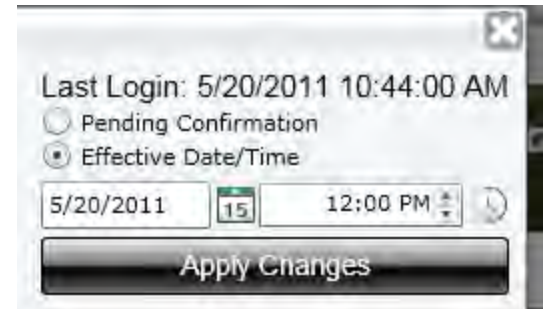 Last Login: 5/20/2011 10:44:00 AM
Pending Confirmation
Effective Date/Time
5/20/2011 15 12:00 PM
Apply Changes